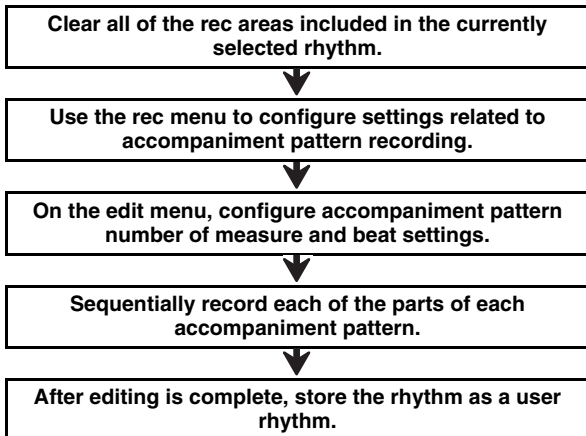 Clear all of the rec areas included in the currently
selected rhythm.
Use the rec menu to configure settings related to
accompaniment pattern recording.
On the edit menu, configure accompaniment pattern
number of measure and beat settings.
Sequentially record each of the parts of each
accompaniment pattern.
After editing is complete, store the rhythm as a user
rhythm.